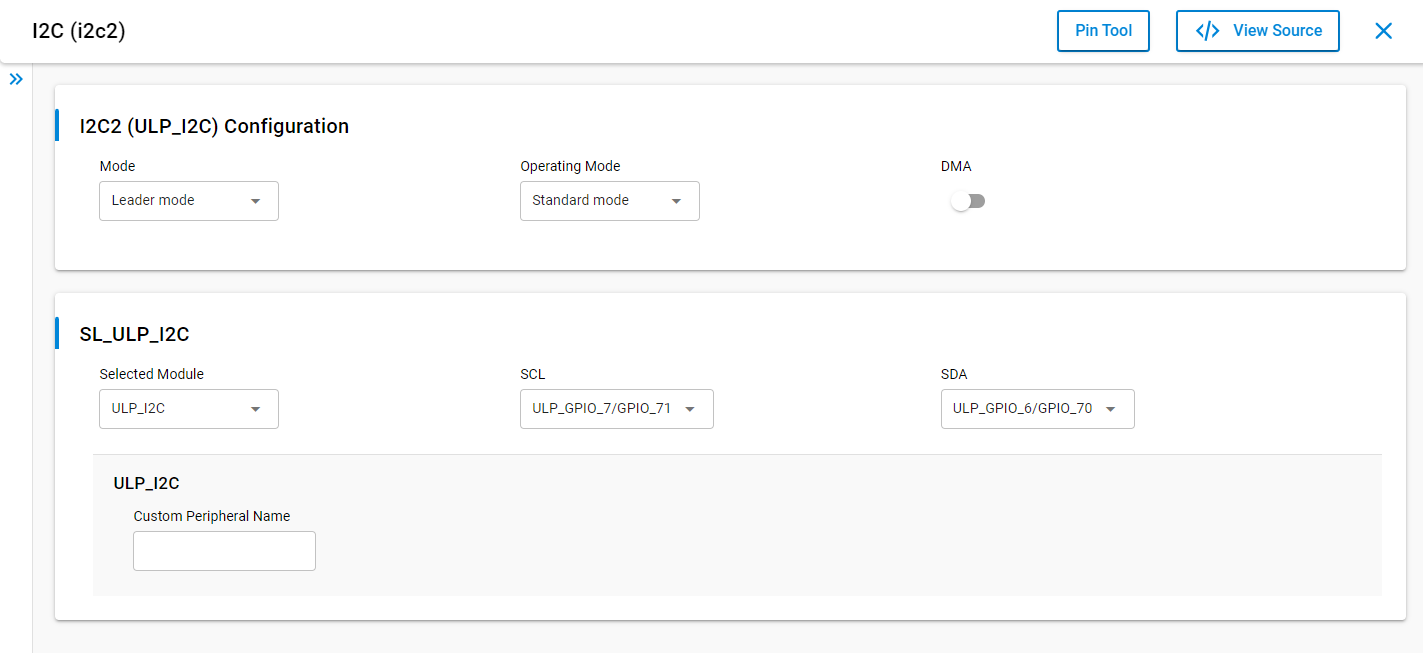 I2C (i2c2)
Pin Tool
</> View Source
I2C2 (ULP_I2C) Configuration
Mode
Operating Mode
DMA
Leader mode
Standard mode
SL_ULP_I2C
Selected Module
SCL
SDA
ULP_I2C
ULP_GPIO_7/GPIO_71
ULP_GPIO_6/GPIO_70
ULP_I2C
Custom Peripheral Name